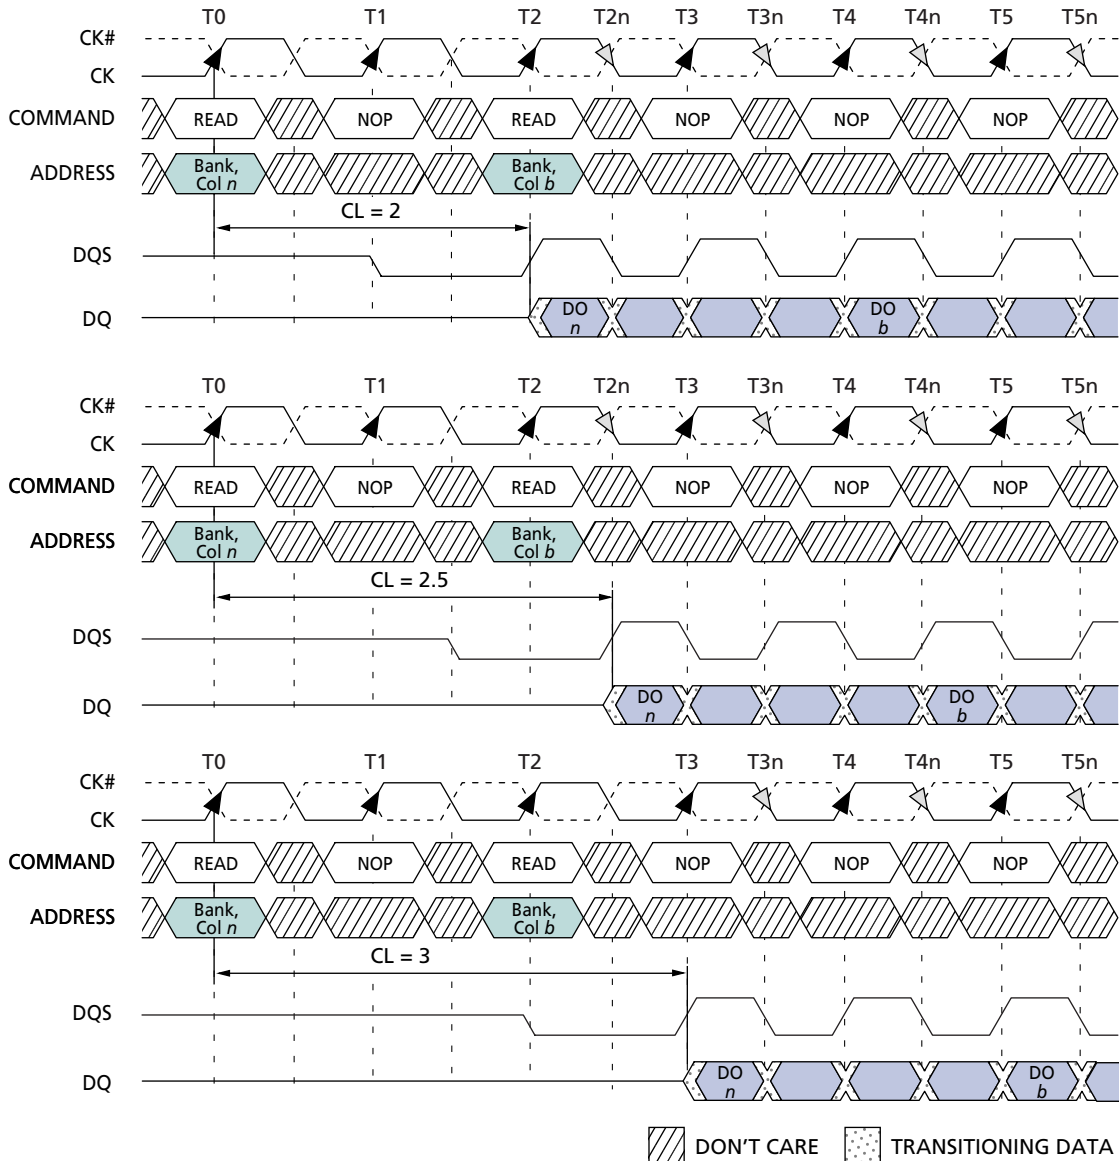 T0 T1 T2 T2n T3 T3n T4 T4n T5 T5n
CK#
CK
COMMAND READ NOP READ NOP NOP NOP
ADDRESS Bank, Col n Bank, Col b
CL = 2
DQS
DQ DO n DO b
T0 T1 T2 T2n T3 T3n T4 T4n T5 T5n
CK#
CK
COMMAND READ NOP READ NOP NOP NOP
ADDRESS Bank, Col n Bank, Col b
CL = 2.5
DQS
DQ DO n DO b
T0 T1 T2 T3 T3n T4 T4n T5 T5n
CK#
CK
COMMAND READ NOP READ NOP NOP NOP
ADDRESS Bank, Col n Bank, Col b
CL = 3
DQS
DQ DO n DO b
DON'T CARE TRANSITIONING DATA